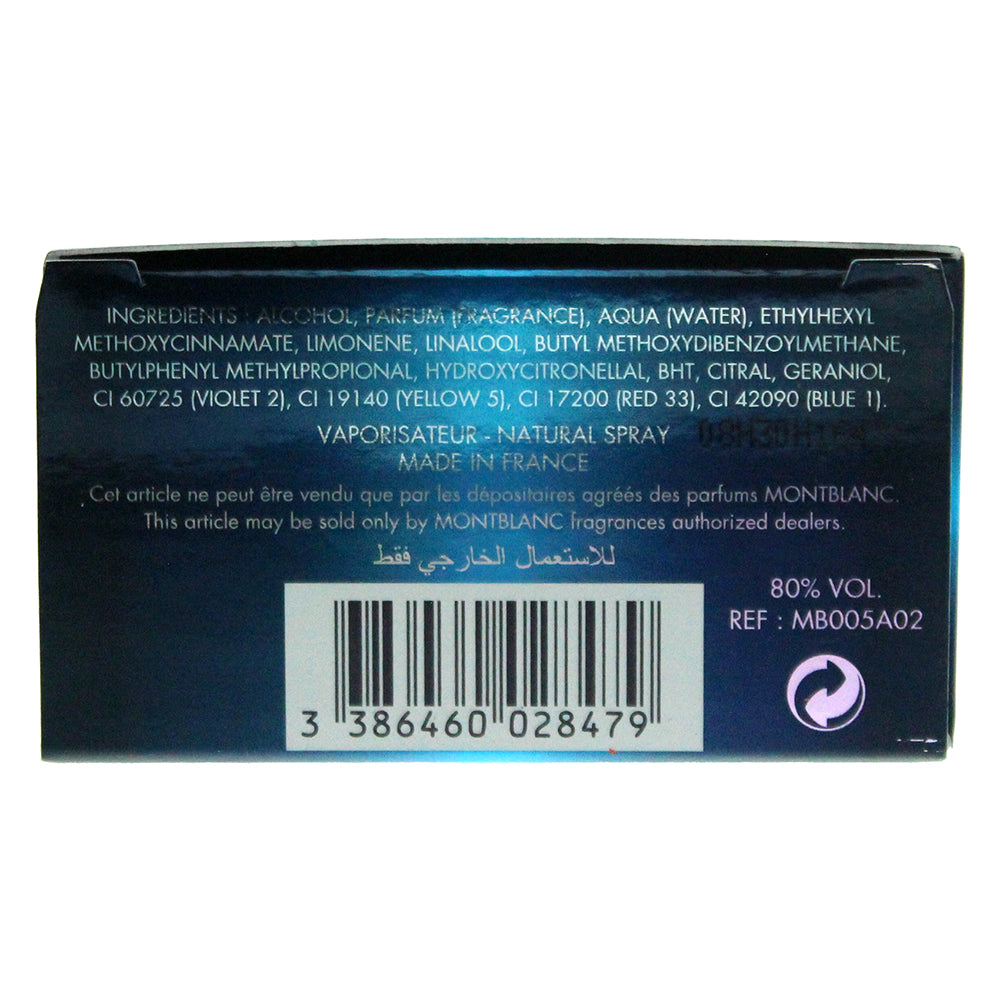 INGREDIENTS : ALCOHOL, PARFUM (FRAGRANCE), AQUA (WATER), ETHYLHEXYL
METHOXYCINNAMATE, LIMONENE, LINALOOL, BUTYL METHOXYDIBENZOYLMETHANE,
BUTYLPHENYL METHYLPROPIONAL, HYDROXYCITRONELLAL, BHT, CITRAL, GERANIOL,
CI 60725 (VIOLET 2), CI 19140 (YELLOW 5), CI 17200 (RED 33), CI 42090 (BLUE 1).
VAPORISATEUR - NATURAL SPRAY
MADE IN FRANCE
Cet article ne peut être vendu que par les dépositaires agréés des parfums MONTBLANC.
This article may be sold only by MONTBLANC fragrances authorized dealers.
للاستعمال الخارجي فقط
80% VOL.
REF : MB005A02
3 386460 028479